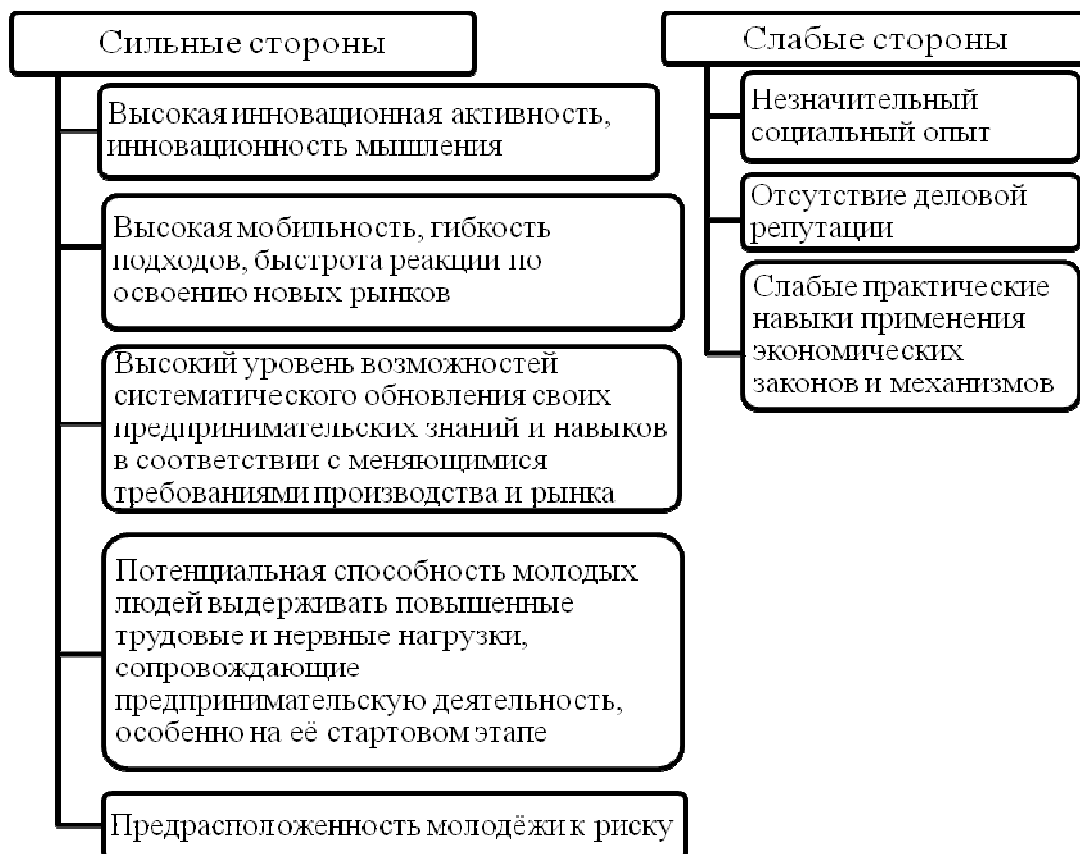 Сильные стороны
Высокая инновационная активность,
инновационность мышления
Высокая мобильность, гибкость
подходов, быстрота реакции по
освоению новых рынков
Высокий уровень возможностей
систематического обновления своих
предпринимательских знаний и навыков
в соответствии с меняющимися
требованиями производства и рынка
Потенциальная способность молодых
людей выдерживать повышенные
трудовые и нервные нагрузки,
сопровождающие
предпринимательскую деятельность,
особенно на её стартовом этапе
Предрасположенность молодёжи к риску
Слабые стороны
Незначительный
социальный опыт
Отсутствие деловой
репутации
Слабые практические
навыки применения
экономических
законов и механизмов